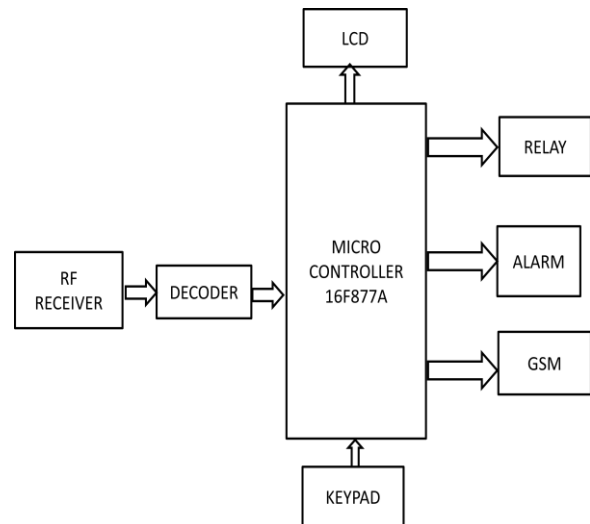 LCD
RELAY
MICRO
CONTROLLER
16F877A
ALARM
RF
RECEIVER
DECODER
GSM
KEYPAD